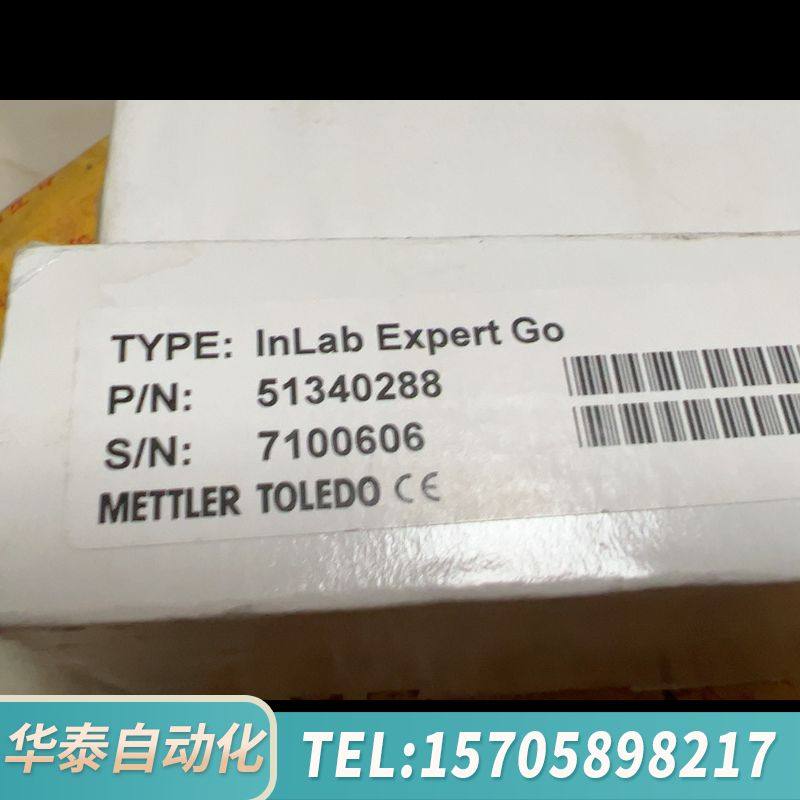 TYPE: InLab Expert Go
P/N: 51340288
S/N: 7100606
METTLER TOLEDO CE
华泰自动化
TEL:15705898217